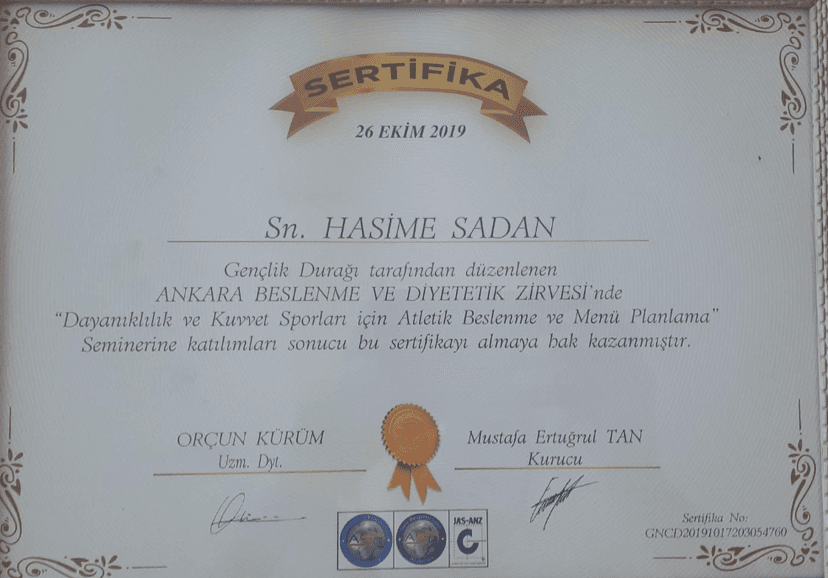 SERTİFİKA
26 EKİM 2019
Sn. HASİME SADAN
Gençlik Durağı tarafından düzenlenen
ANKARA BESLENME VE DİYETETİK ZİRVESİ'nde
"Dayanıklılık ve Kuvvet Sporları için Atletik Beslenme ve Menü Planlama"
Seminerine katılımları sonucu bu sertifikayı almaya hak kazanmıştır.
ORÇUN KÜRÜM
Uzm. Dyt.
Mustafa Ertuğrul TAN
Kurucu
JAS-ANZ
Sertifika No:
GNCD20191017203054760